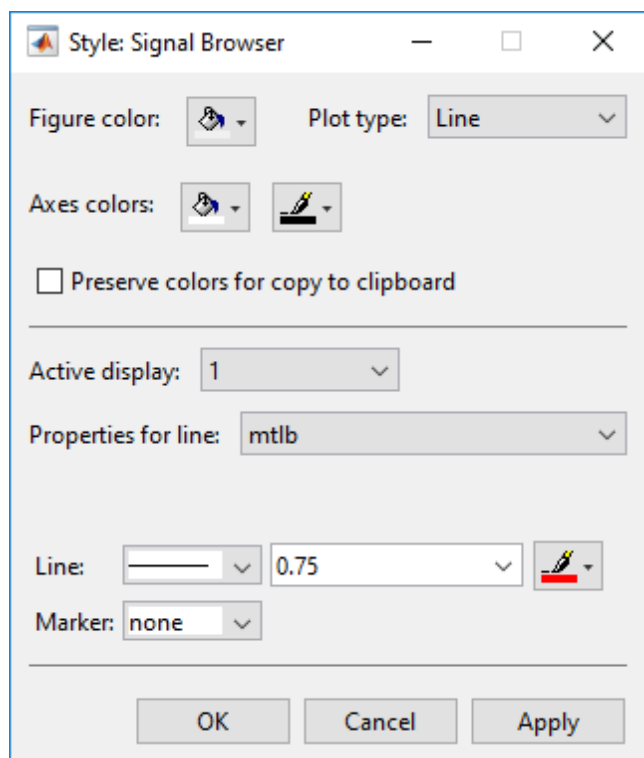 Style: Signal Browser
Figure color: Plot type: Line
Axes colors:
Preserve colors for copy to clipboard
Active display: 1
Properties for line: mtlb
Line: 0.75
Marker: none
OK Cancel Apply